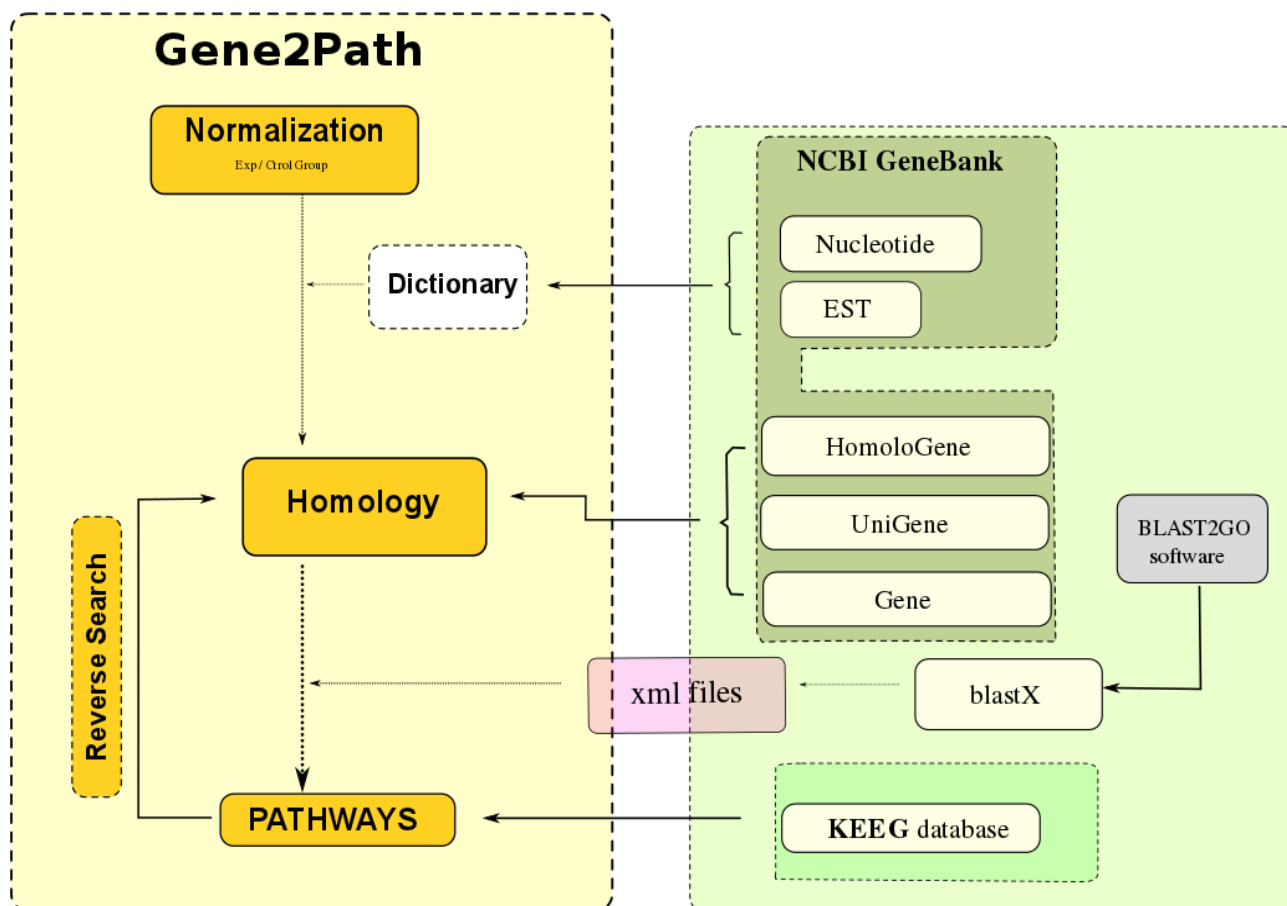 Gene2Path
Normalization
Exp / Ctrol Group
Dictionary
Homology
Reverse Search
PATHWAYS
NCBI GeneBank
Nucleotide
EST
HomoloGene
UniGene
Gene
BLAST2GO
software
xml files
blastX
KEEG database